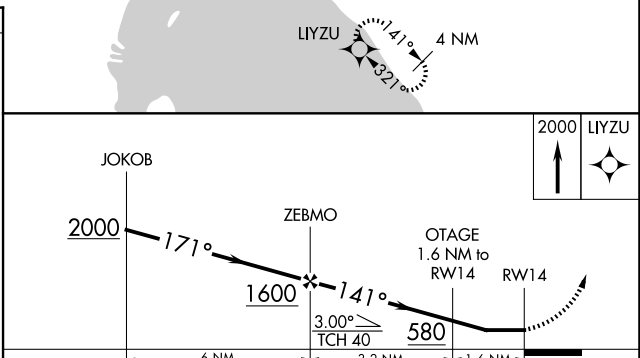 LIYZU
141°
4 NM
321°
2000
LIYZU
JOKOB
2000
171°
ZEBMO
1600
141°
OTAGE
1.6 NM to
RW14
RW14
3.00°
TCH 40
580
6 NM
3.2 NM
1.6 NM